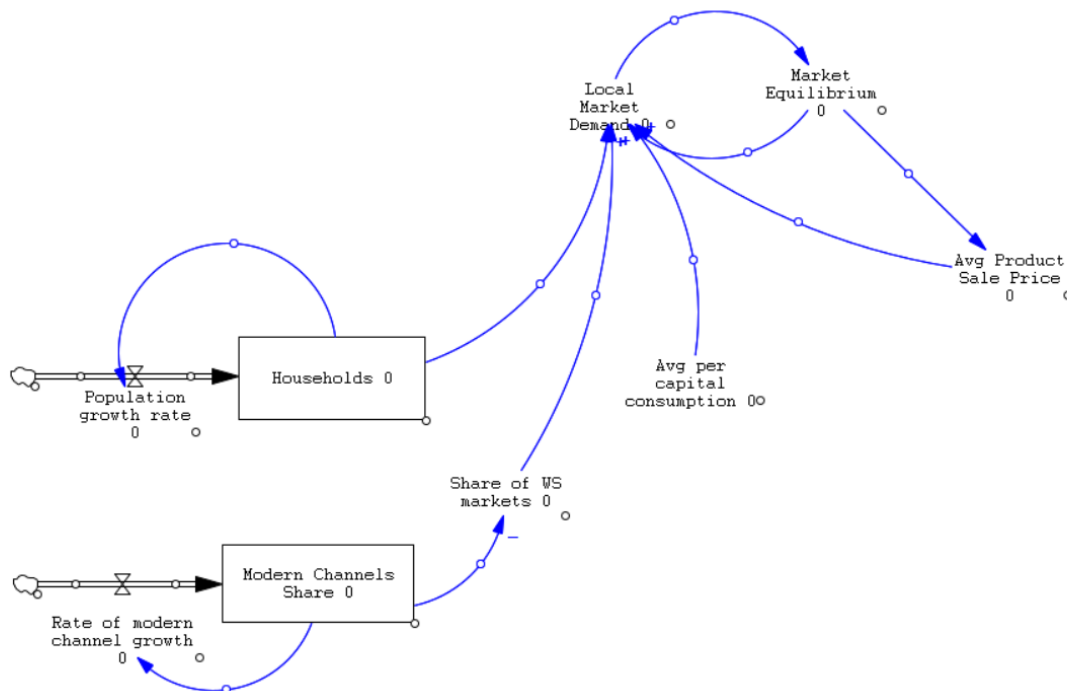 Market
Equilibrium
0
Local
Market
Demand 0
Avg Product
Sale Price
0
Households 0
Avg per
capital
consumption 0
Population
growth rate
0
Share of WS
markets 0
Modern Channels
Share 0
Rate of modern
channel growth
0